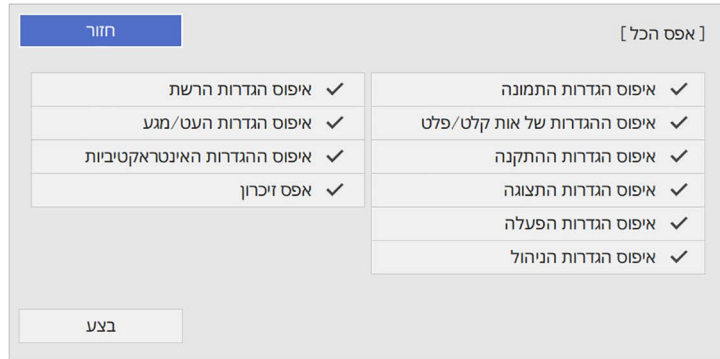 [ אפס הכל ]
חזור
איפוס הגדרות התמונה
איפוס ההגדרות של אות קלט/פלט
איפוס הגדרות ההתקנה
איפוס הגדרות התצוגה
איפוס הגדרות הפעלה
איפוס הגדרות הניהול
איפוס הגדרות הרשת
איפוס הגדרות העט/מגע
איפוס ההגדרות האינטראקטיביות
אפס זיכרון
בצע